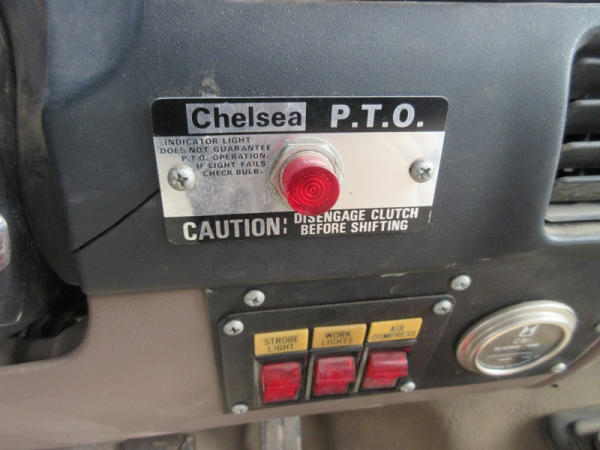 Chelsea P.T.O.
INDICATOR LIGHT
DOES NOT GUARANTEE
P.T.O. OPERATION.
IF LIGHT FAILS
CHECK BULB.
CAUTION: DISENGAGE CLUTCH
BEFORE SHIFTING
STROBE
LIGHT
WORK
LIGHTS
AIR
COMPRESS